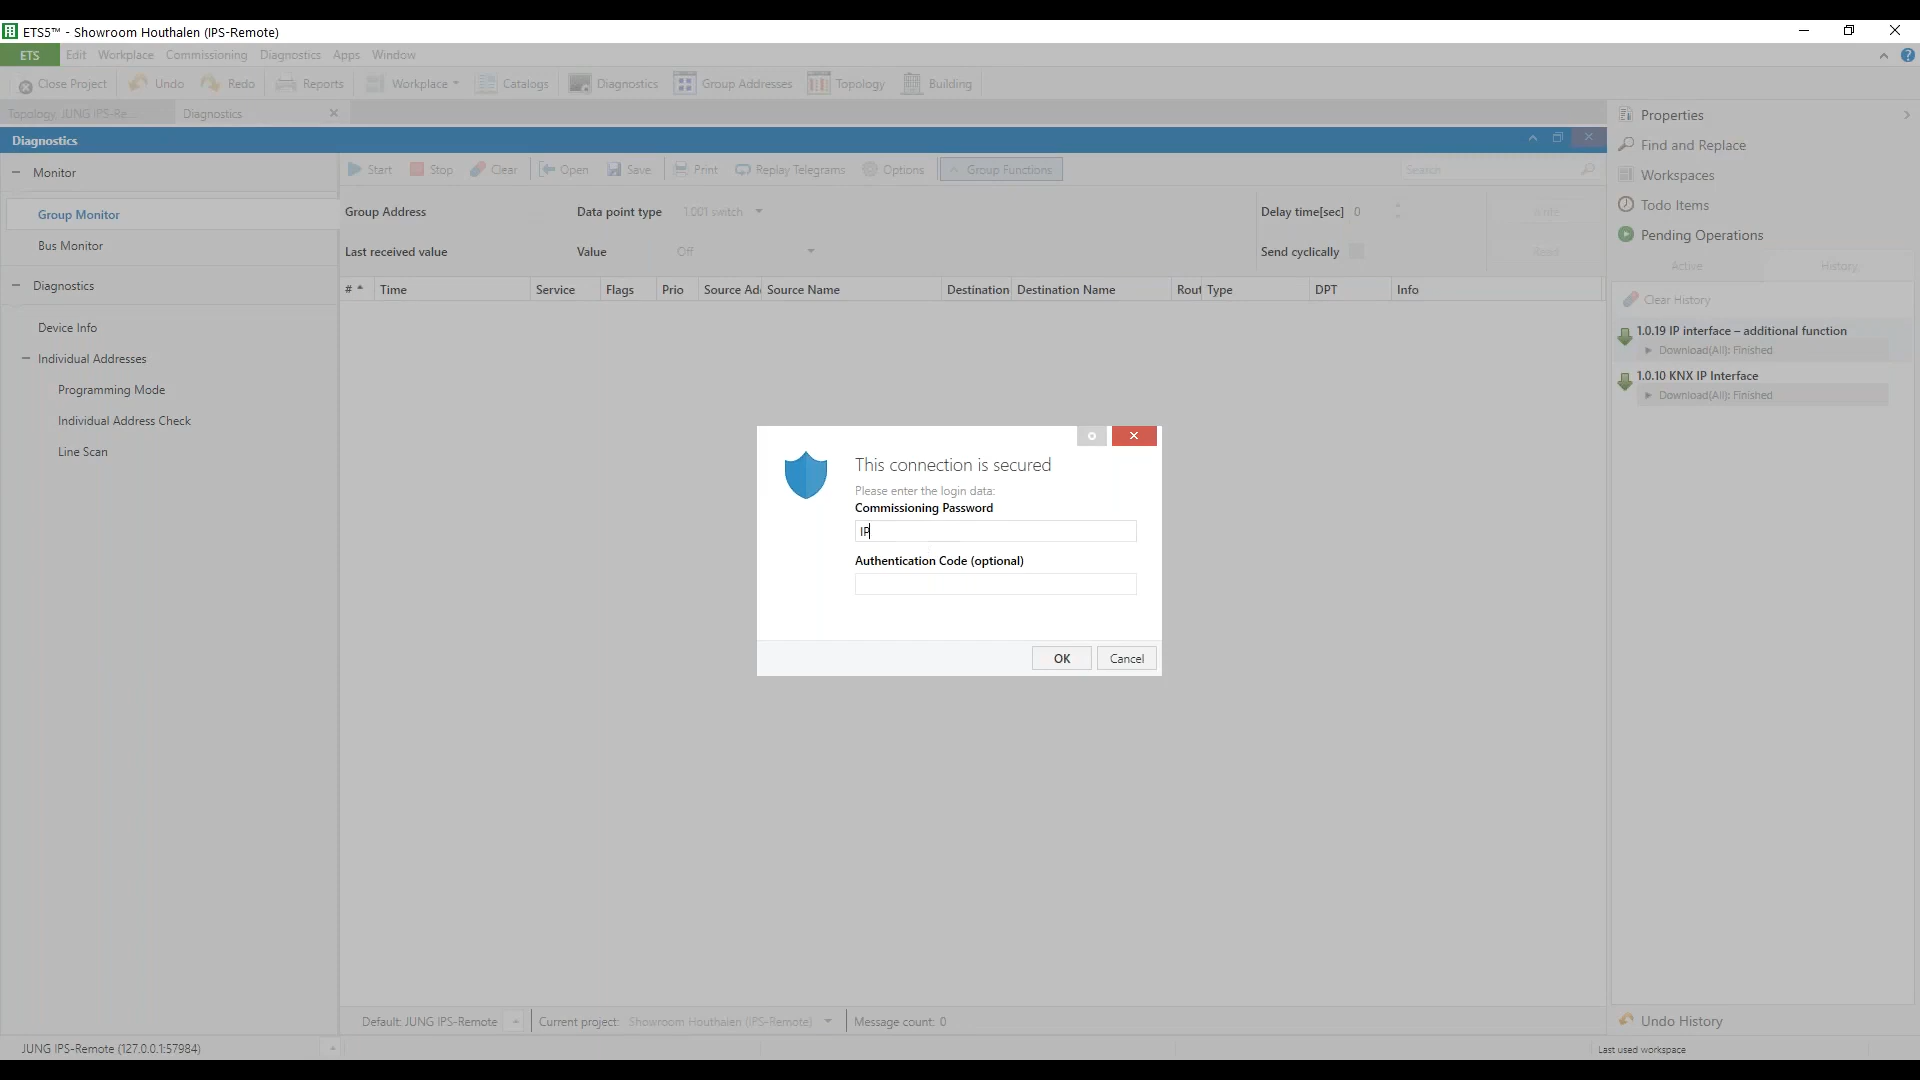 ETS5™ - Showroom Houthalen (IPS-Remote)
ETS Edit Workplace Commissioning Diagnostics Apps Window
Close Project Undo Redo Reports Workplace Catalogs Diagnostics Group Addresses Topology Building
Topology: JUNG IPS-Re... Diagnostics
Diagnostics
Monitor
Group Monitor
Bus Monitor
Diagnostics
Device Info
Individual Addresses
Programming Mode
Individual Address Check
Line Scan
Start Stop Clear Open Save Print Replay Telegrams Options Group Functions Search
Group Address Data point type 1.001 switch Delay time[sec] 0 Write
Last received value Value Off Send cyclically Read
# Time Service Flags Prio Source Ad Source Name Destination Destination Name Rout Type DPT Info
This connection is secured
Please enter the login data:
Commissioning Password
IP
Authentication Code (optional)
OK Cancel
Properties
Find and Replace
Workspaces
Todo Items
Pending Operations
Active History
Clear History
1.0.19 IP interface – additional function
Download(All): Finished
1.0.10 KNX IP Interface
Download(All): Finished
Undo History
Default: JUNG IPS-Remote Current project: Showroom Houthalen (IPS-Remote) Message count: 0
JUNG IPS-Remote (127.0.0.1:57984) Last used workspace